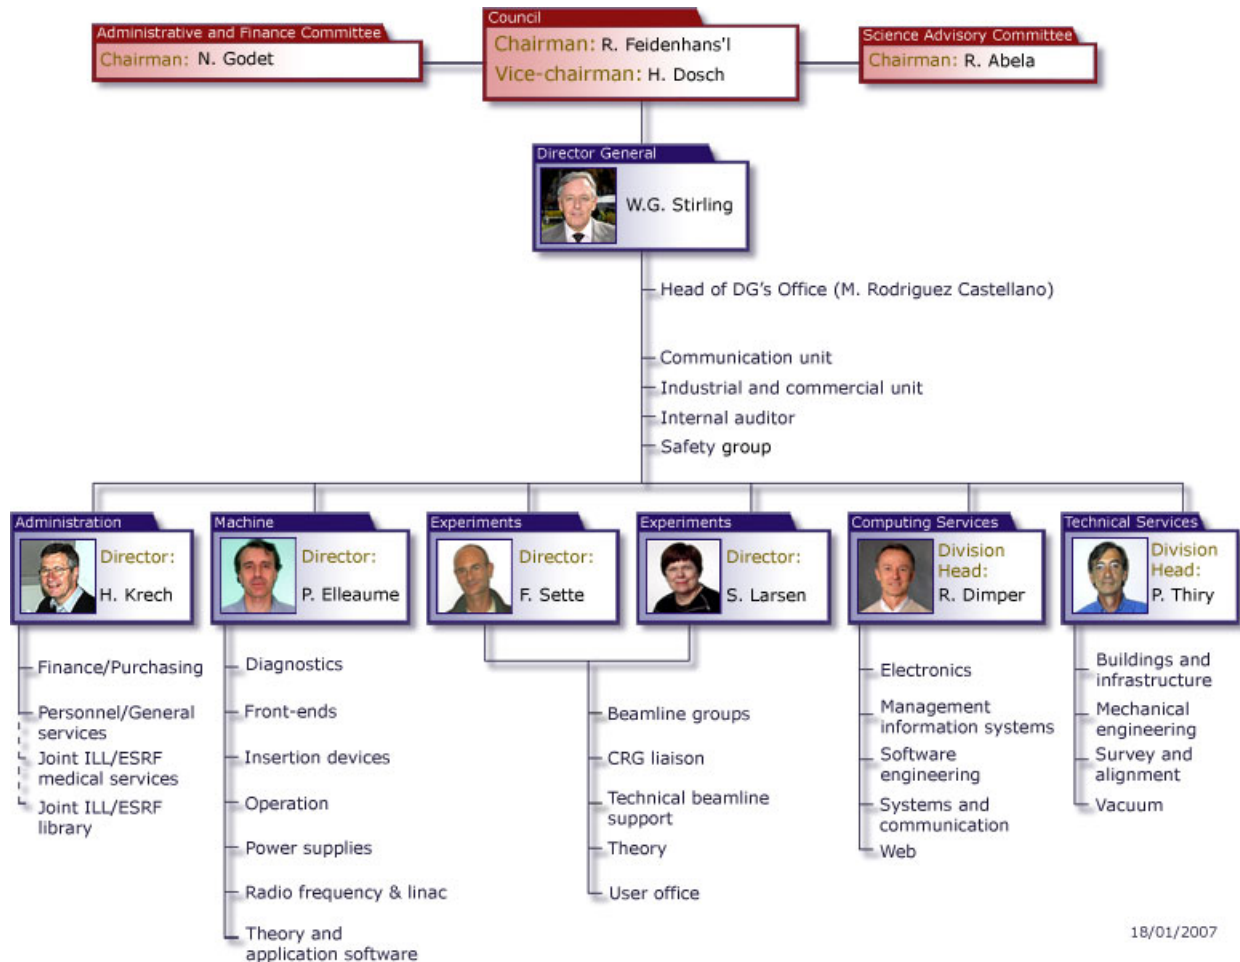 Council
Administrative and Finance Committee
Chairman: N. Godet
Chairman: R. Feidenhans'l
Vice-chairman: H. Dosch
Science Advisory Committee
Chairman: R. Abela
Director General
W.G. Stirling
Head of DG's Office (M. Rodriguez Castellano)
Communication unit
Industrial and commercial unit
Internal auditor
Safety group
Administration
Director:
H. Krech
Finance/Purchasing
Personnel/General
services
Joint ILL/ESRF
medical services
Joint ILL/ESRF
library
Machine
Director:
P. Elleaume
Diagnostics
Front-ends
Insertion devices
Operation
Power supplies
Radio frequency & linac
Theory and
application software
Experiments
Director:
F. Sette
Experiments
Director:
S. Larsen
Beamline groups
CRG liaison
Technical beamline
support
Theory
User office
Computing Services
Division
Head:
R. Dimper
Electronics
Management
information systems
Software
engineering
Systems and
communication
Web
Technical Services
Division
Head:
P. Thiry
Buildings and
infrastructure
Mechanical
engineering
Survey and
alignment
Vacuum
18/01/2007